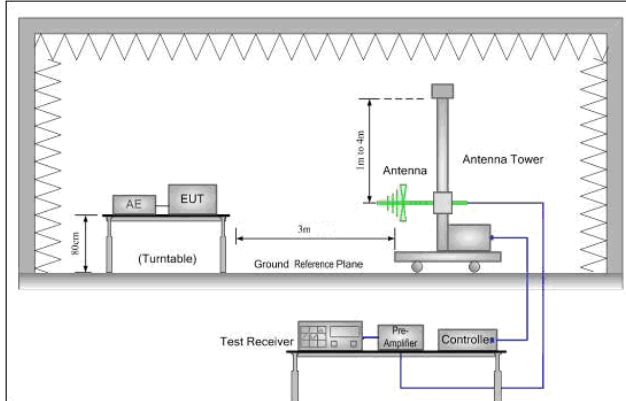 1m to 4m
Antenna
Antenna Tower
AE
EUT
80cm
(Turntable)
3m
Ground Reference Plane
Test Receiver
Pre-
Amplifier
Controller